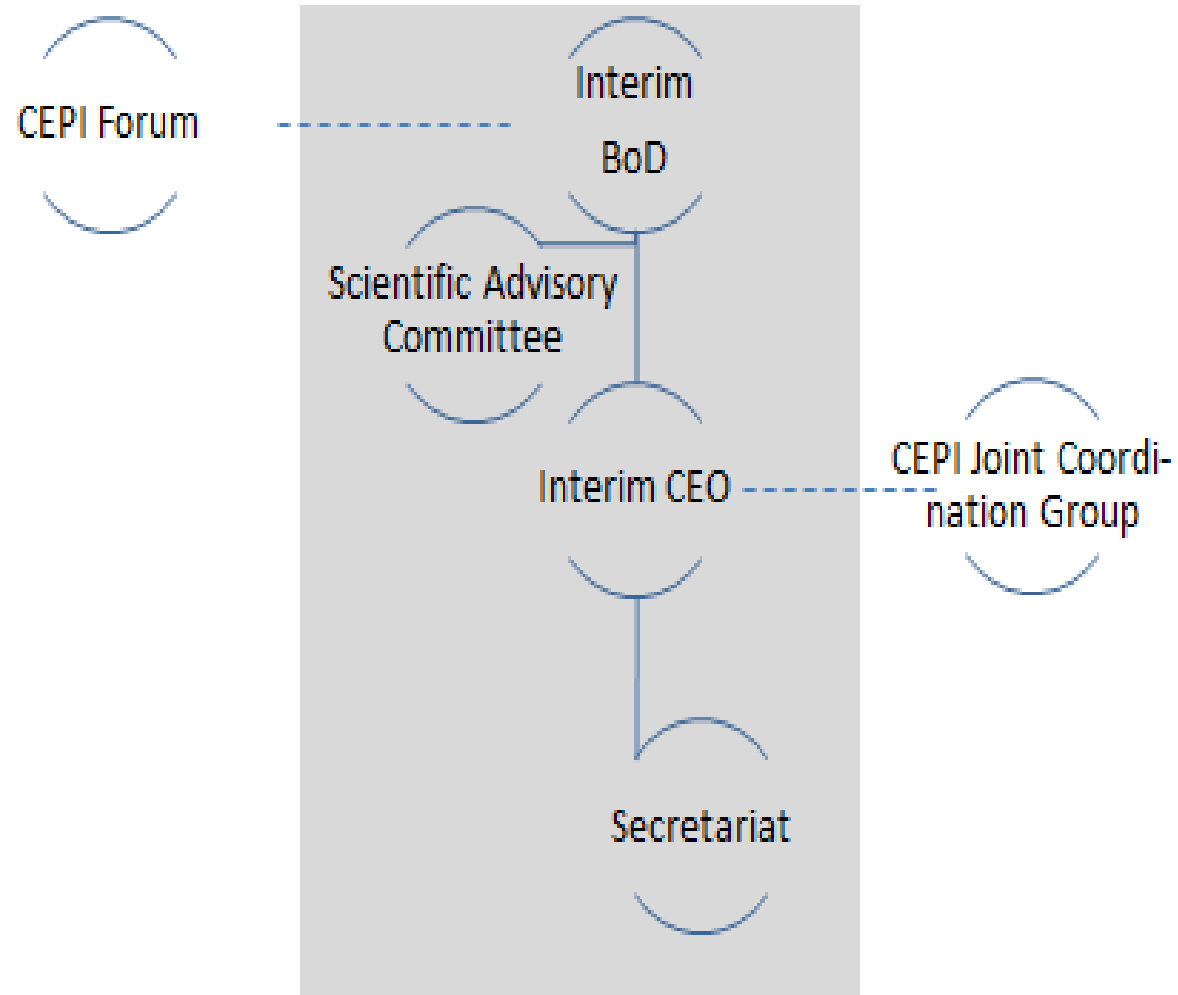 CEPI Forum
Interim
BoD
Scientific Advisory
Committee
Interim CEO
CEPI Joint Coordi-
nation Group
Secretariat